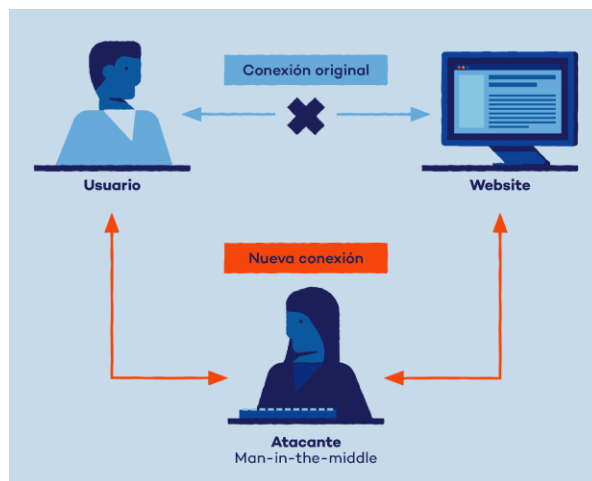 Conexión original
Usuario
Website
Nueva conexión
Atacante
Man-in-the-middle